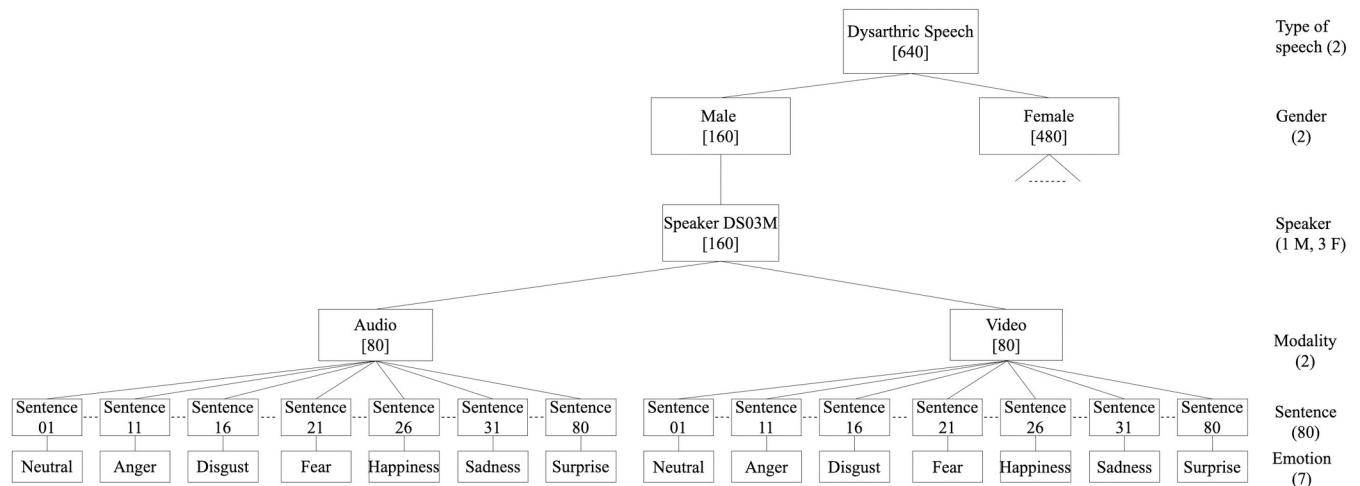 Dysarthric Speech
[640]
Type of
speech (2)
Male
[160]
Female
[480]
Gender
(2)
Speaker DS03M
[160]
Speaker
(1 M, 3 F)
Audio
[80]
Video
[80]
Modality
(2)
Sentence
01
Sentence
11
Sentence
16
Sentence
21
Sentence
26
Sentence
31
Sentence
80
Sentence
01
Sentence
11
Sentence
16
Sentence
21
Sentence
26
Sentence
31
Sentence
80
Sentence
(80)
Neutral
Anger
Disgust
Fear
Happiness
Sadness
Surprise
Neutral
Anger
Disgust
Fear
Happiness
Sadness
Surprise
Emotion
(7)